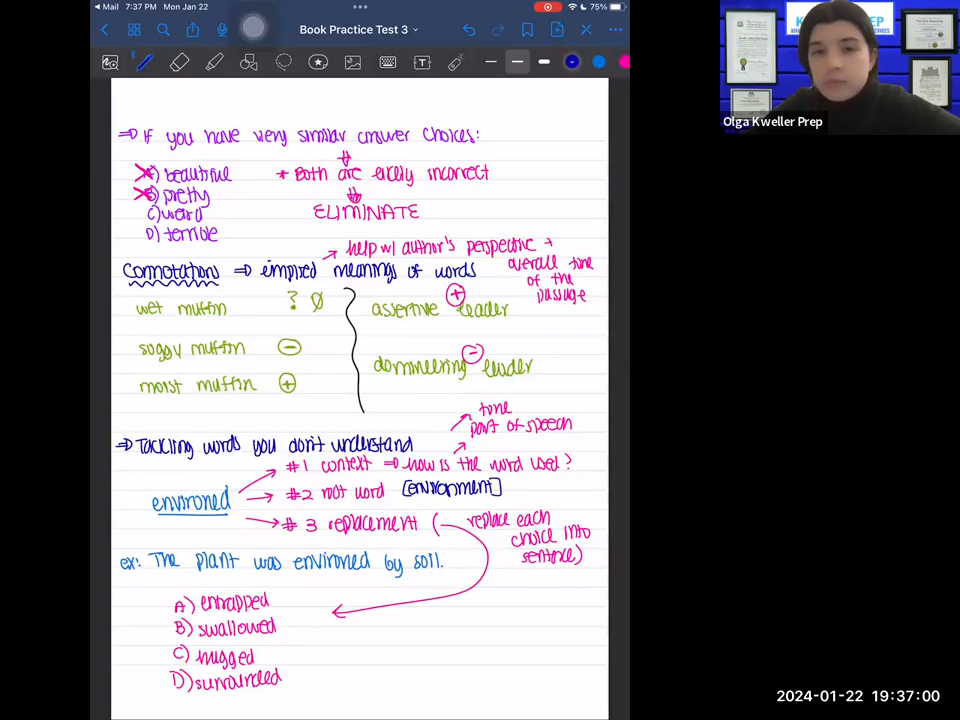 Mail 7:37 PM Mon Jan 22
75%
Book Practice Test 3
⇒ If you have very similar answer choices:
A) beautiful
B) pretty
C) weird
D) terrible
* Both are likely incorrect
ELIMINATE
Connotations ⇒ implied meanings of words
→ help w/ author's perspective +
overall tone
of the
passage
wet muffin ? ∅
soggy muffin −
moist muffin +
assertive leader +
domineering leader −
⇒ Tackling words you don't understand
environed
#1 context ⇒ how is the word used?
tone
part of speech
#2 root word [environment]
#3 replacement (replace each
choice into
sentence)
ex: The plant was environed by soil.
A) entrapped
B) swallowed
C) hugged
D) surrounded
Olga Kweller Prep
2024-01-22 19:37:00